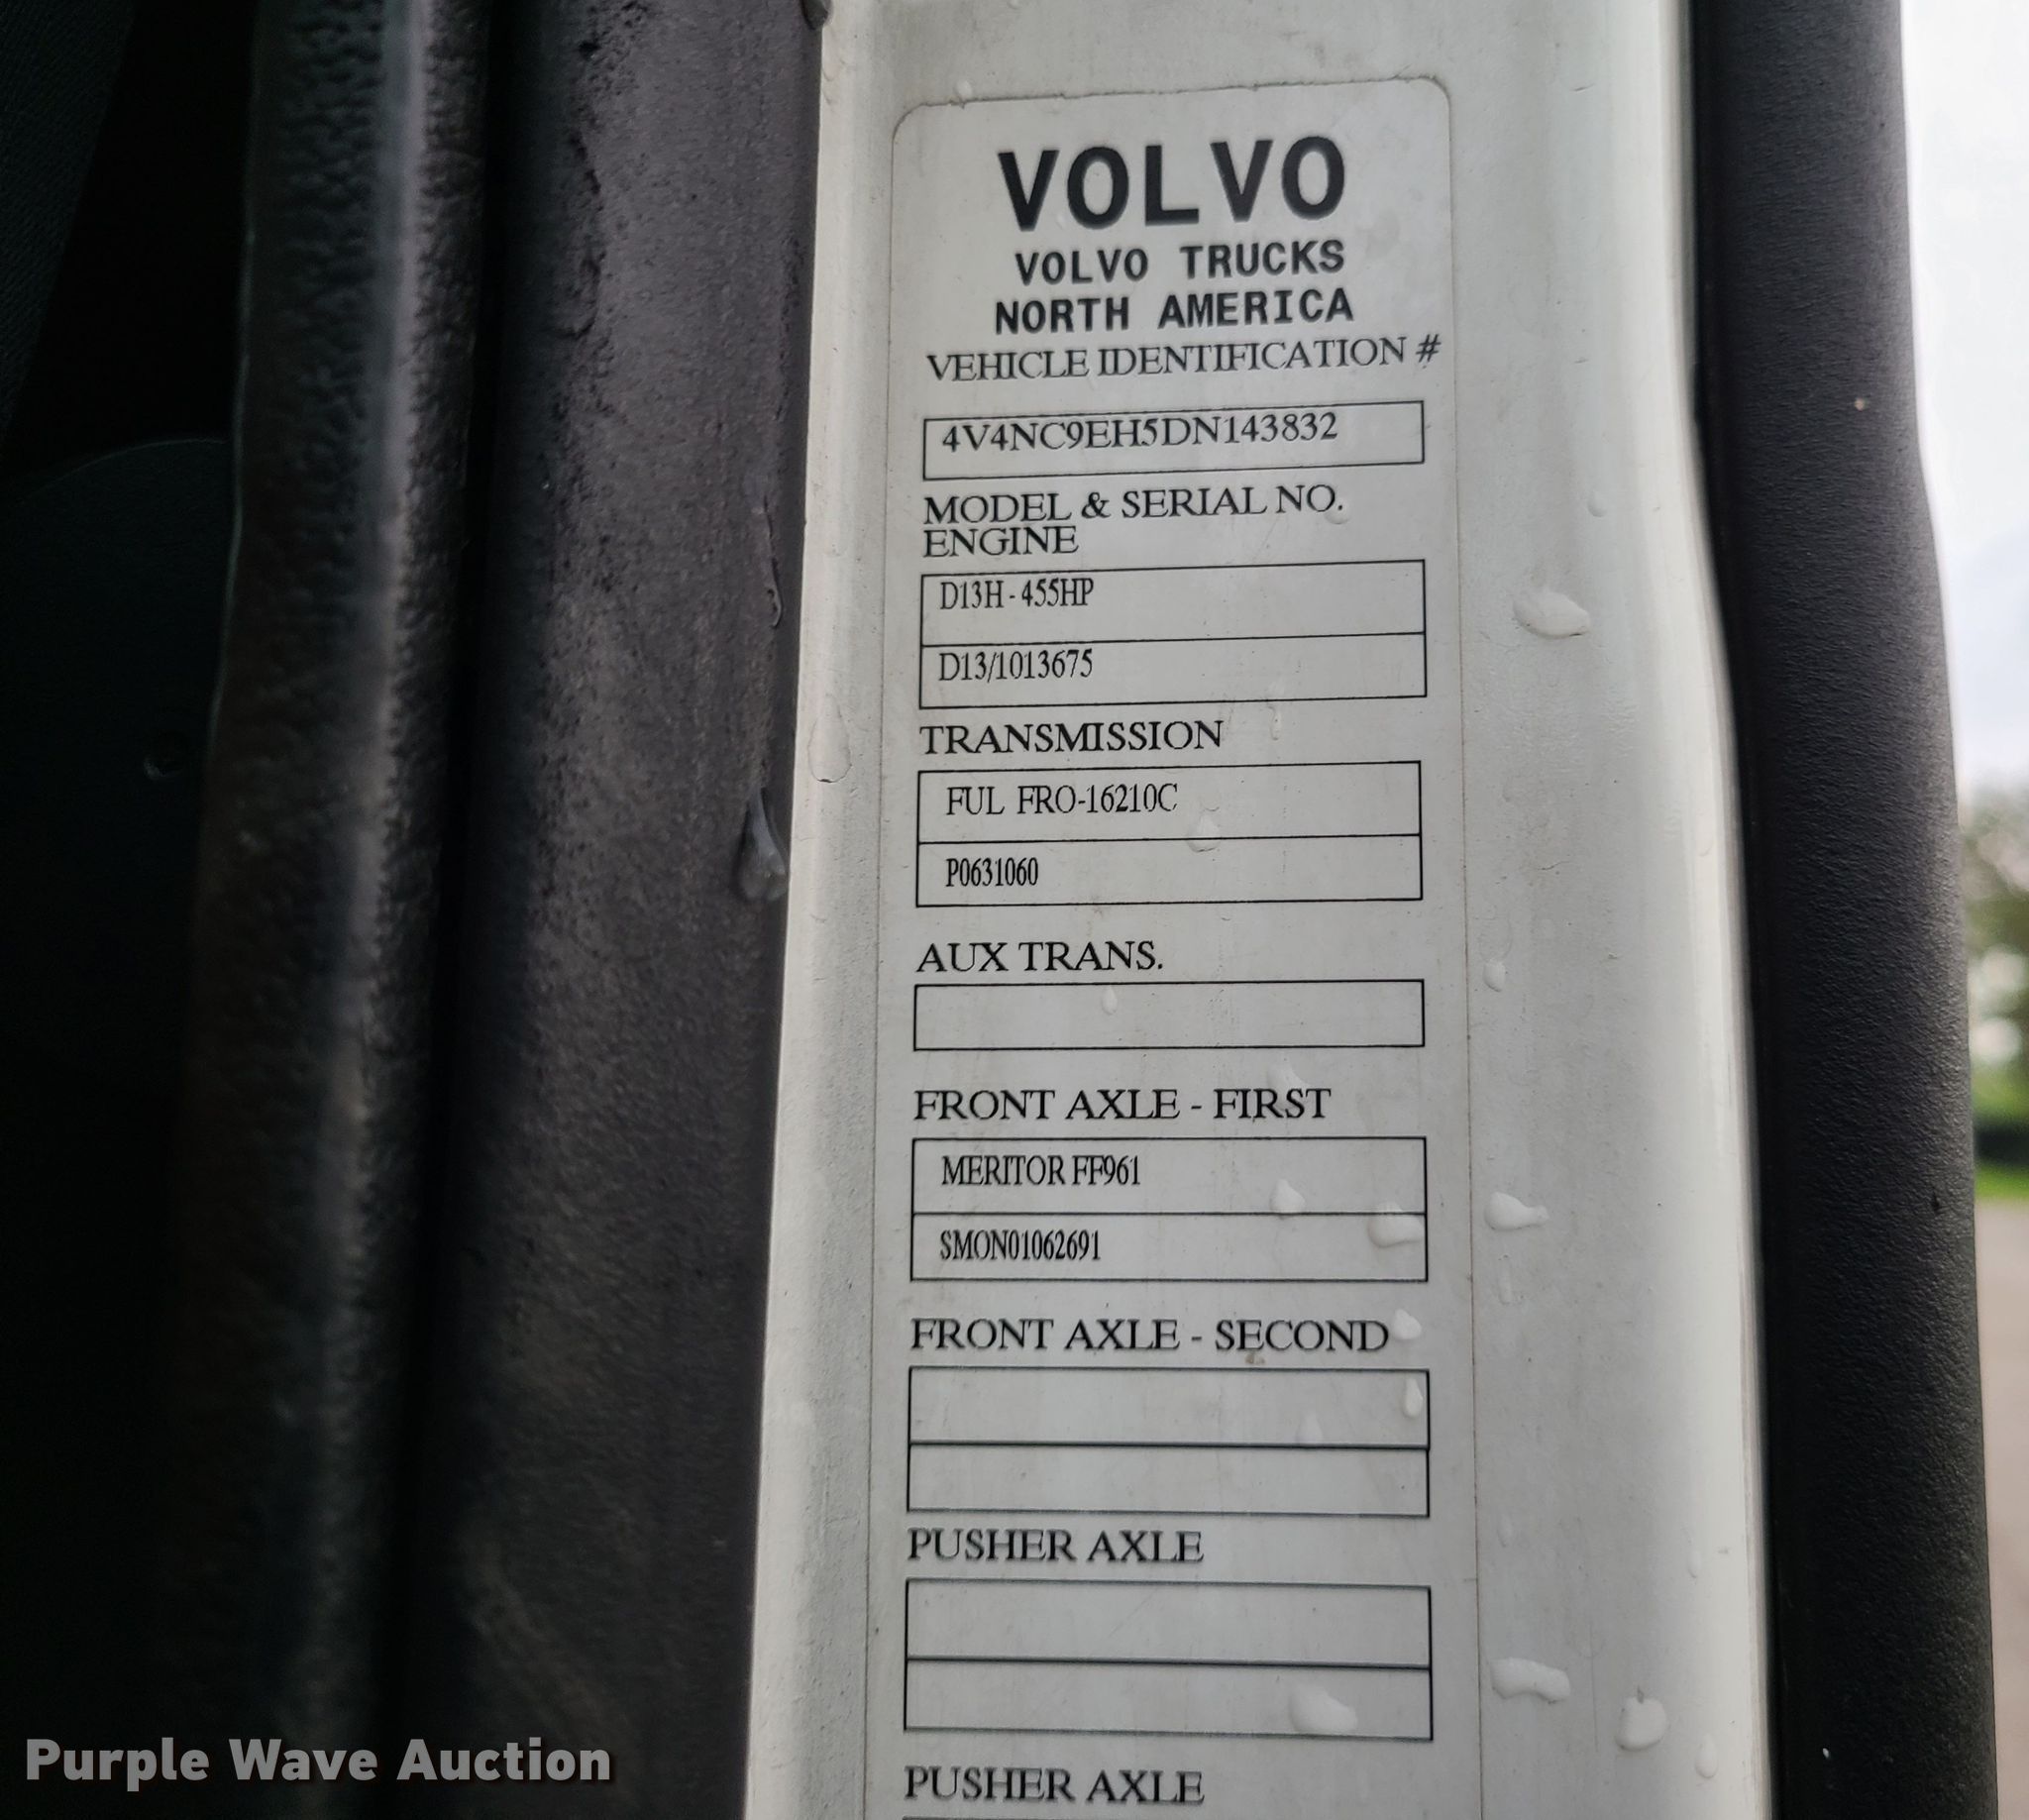 VOLVO
VOLVO TRUCKS
NORTH AMERICA
VEHICLE IDENTIFICATION #
4V4NC9EH5DN143832
MODEL & SERIAL NO.
ENGINE
D13H - 455HP
D13/1013675
TRANSMISSION
FUL FRO-16210C
P0631060
AUX TRANS.
FRONT AXLE - FIRST
MERITOR FF961
SMON01062691
FRONT AXLE - SECOND
PUSHER AXLE
PUSHER AXLE
Purple Wave Auction